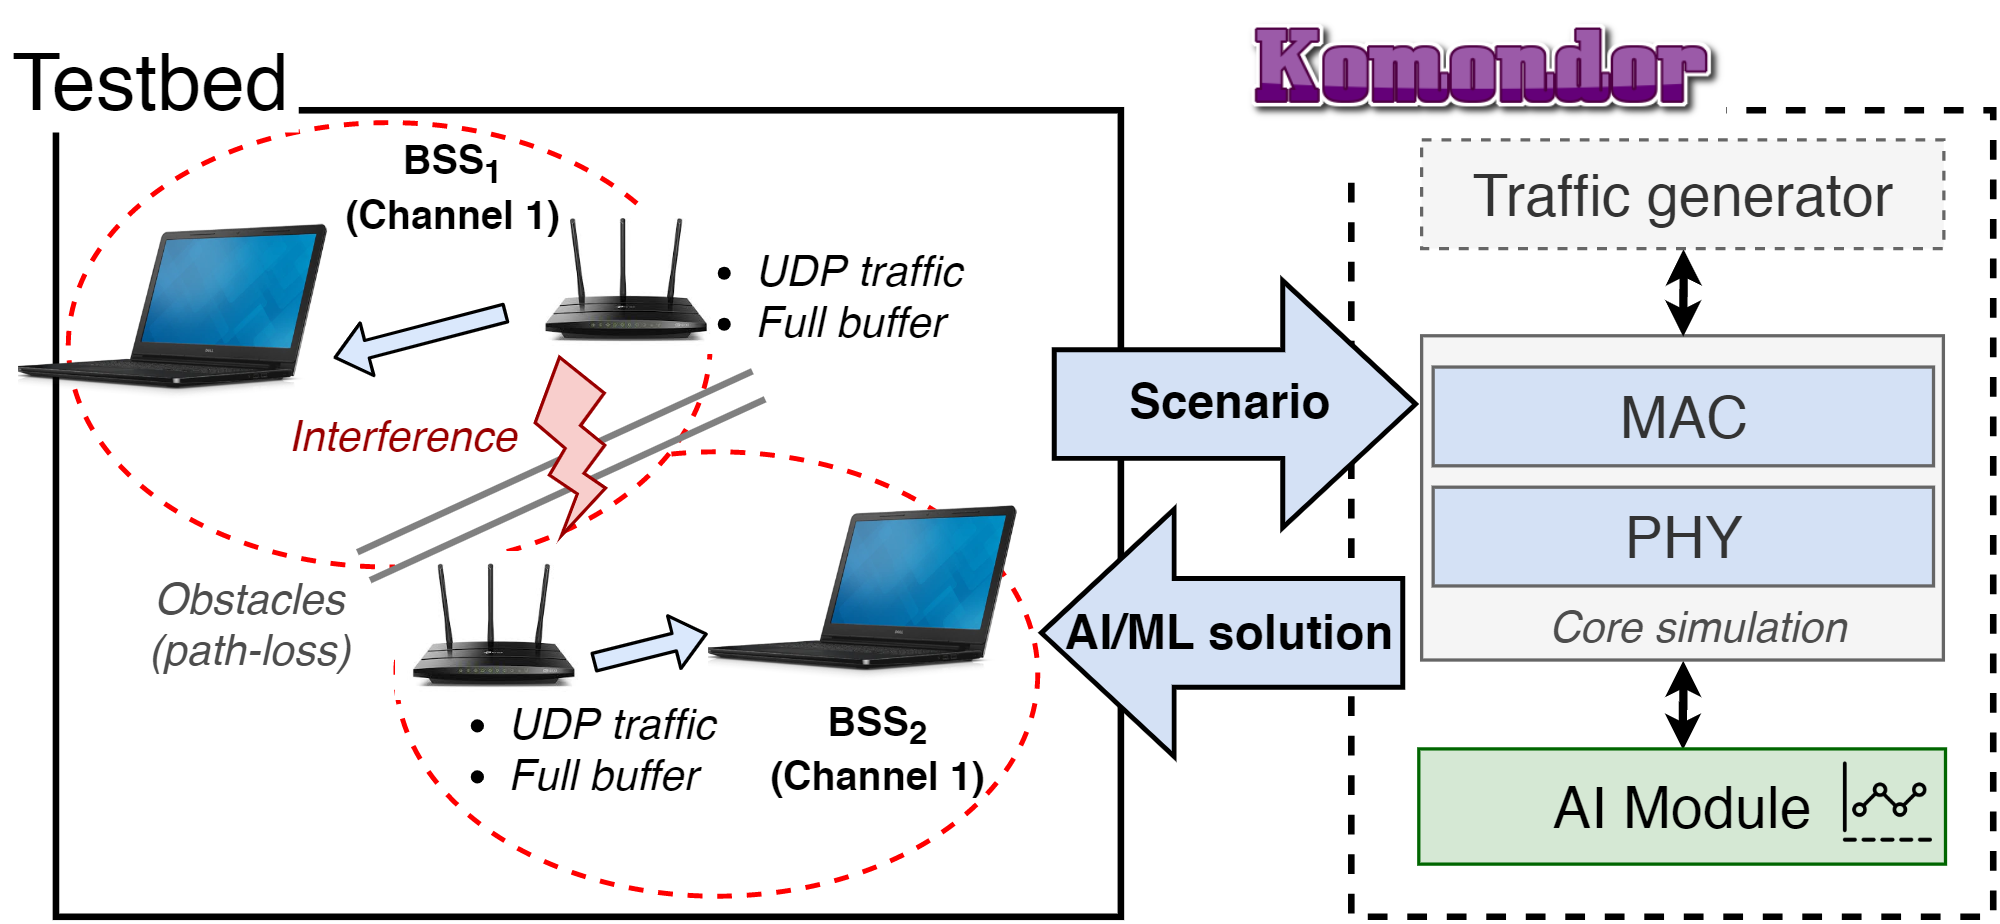 Testbed
BSS1
(Channel 1)
• UDP traffic
• Full buffer
Interference
Obstacles
(path-loss)
• UDP traffic
• Full buffer
BSS2
(Channel 1)
Scenario
AI/ML solution
Komondor
Traffic generator
MAC
PHY
Core simulation
AI Module